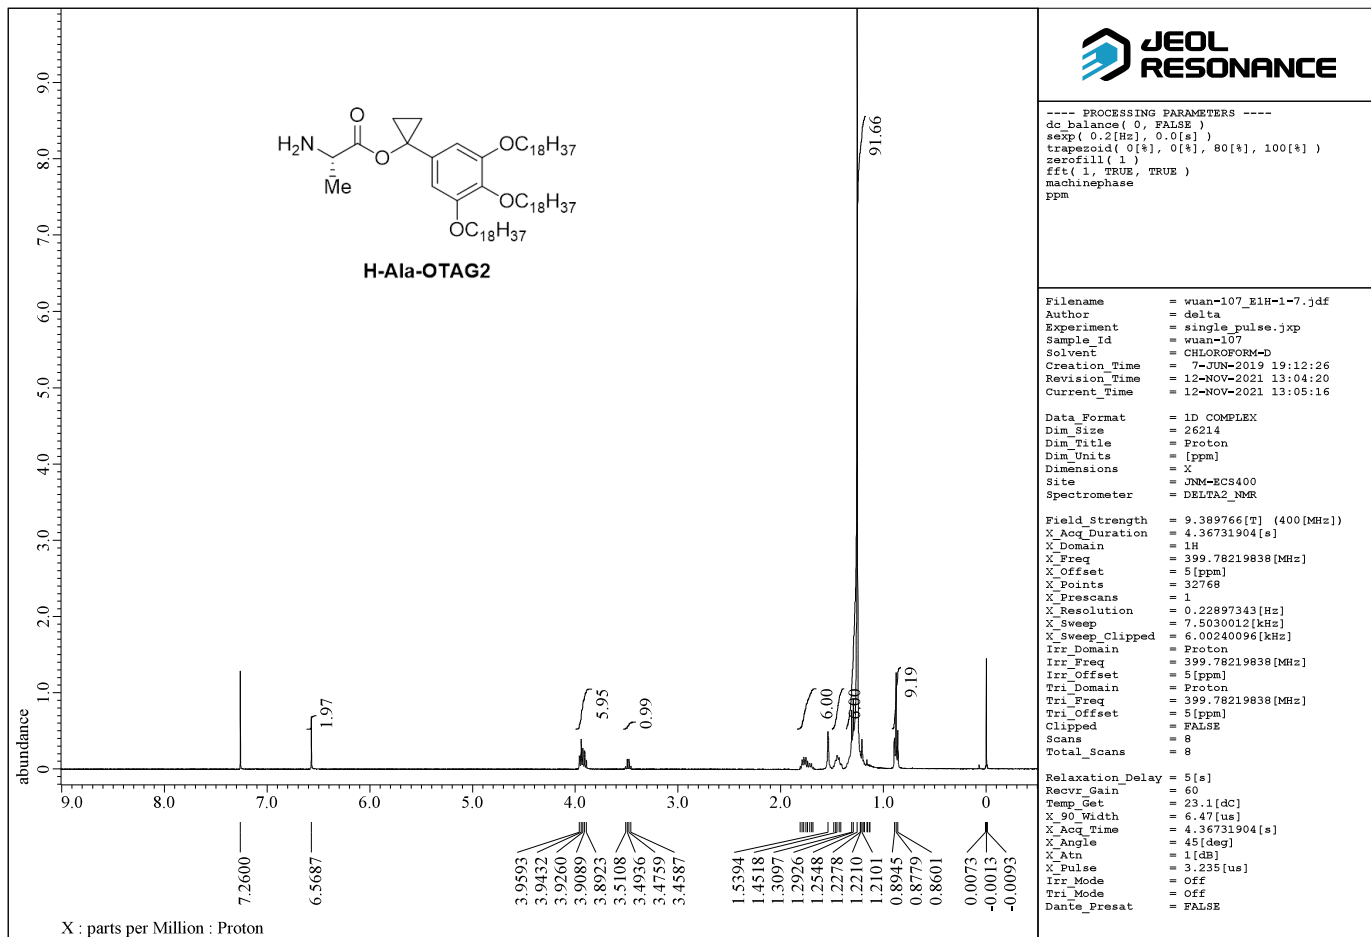 JEOL
RESONANCE
---- PROCESSING PARAMETERS ----
dc_balance( 0, FALSE )
sexp( 0.2[Hz], 0.0[s] )
trapezoid( 0[%], 0[%], 80[%], 100[%] )
zerofill( 1 )
fft( 1, TRUE, TRUE )
machinephase
ppm
Filename = wuan-107_E1H-1-7.jdf
Author = delta
Experiment = single_pulse.jxp
Sample_Id = wuan-107
Solvent = CHLOROFORM-D
Creation_Time = 7-JUN-2019 19:12:26
Revision_Time = 12-NOV-2021 13:04:20
Current_Time = 12-NOV-2021 13:05:16
Data_Format = 1D COMPLEX
Dim_Size = 26214
Dim_Title = Proton
Dim_Units = [ppm]
Dimensions = X
Site = JNM-ECS400
Spectrometer = DELTA2_NMR
Field_Strength = 9.389766[T] (400[MHz])
X_Acq_Duration = 4.36731904[s]
X_Domain = 1H
X_Freq = 399.78219838[MHz]
X_Offset = 5[ppm]
X_Points = 32768
X_Prescans = 1
X_Resolution = 0.22897343[Hz]
X_Sweep = 7.5030012[kHz]
X_Sweep_Clipped = 6.00240096[kHz]
Irr_Domain = Proton
Irr_Freq = 399.78219838[MHz]
Irr_Offset = 5[ppm]
Tri_Domain = Proton
Tri_Freq = 399.78219838[MHz]
Tri_Offset = 5[ppm]
Clipped = FALSE
Scans = 8
Total_Scans = 8
Relaxation_Delay = 5[s]
Recvr_Gain = 60
Temp_Get = 23.1[dC]
X_90_Width = 6.47[us]
X_Acq_Time = 4.36731904[s]
X_Angle = 45[deg]
X_Atn = 1[dB]
X_Pulse = 3.235[us]
Irr_Mode = Off
Tri_Mode = Off
Dante_Presat = FALSE
abundance
9.0
8.0
7.0
6.0
5.0
4.0
3.0
2.0
1.0
0
O
H2N
O
Me
OC18H37
OC18H37
OC18H37
H-Ala-OTAG2
1.97
5.95
0.99
6.00
6.00
91.66
9.19
9.0 8.0 7.0 6.0 5.0 4.0 3.0 2.0 1.0 0
7.2600
6.5687
3.9593
3.9432
3.9260
3.9089
3.8923
3.5108
3.4936
3.4759
3.4587
1.5394
1.4518
1.3097
1.2926
1.2548
1.2278
1.2210
1.2101
0.8945
0.8779
0.8601
0.0073
-0.0013
-0.0093
X : parts per Million : Proton